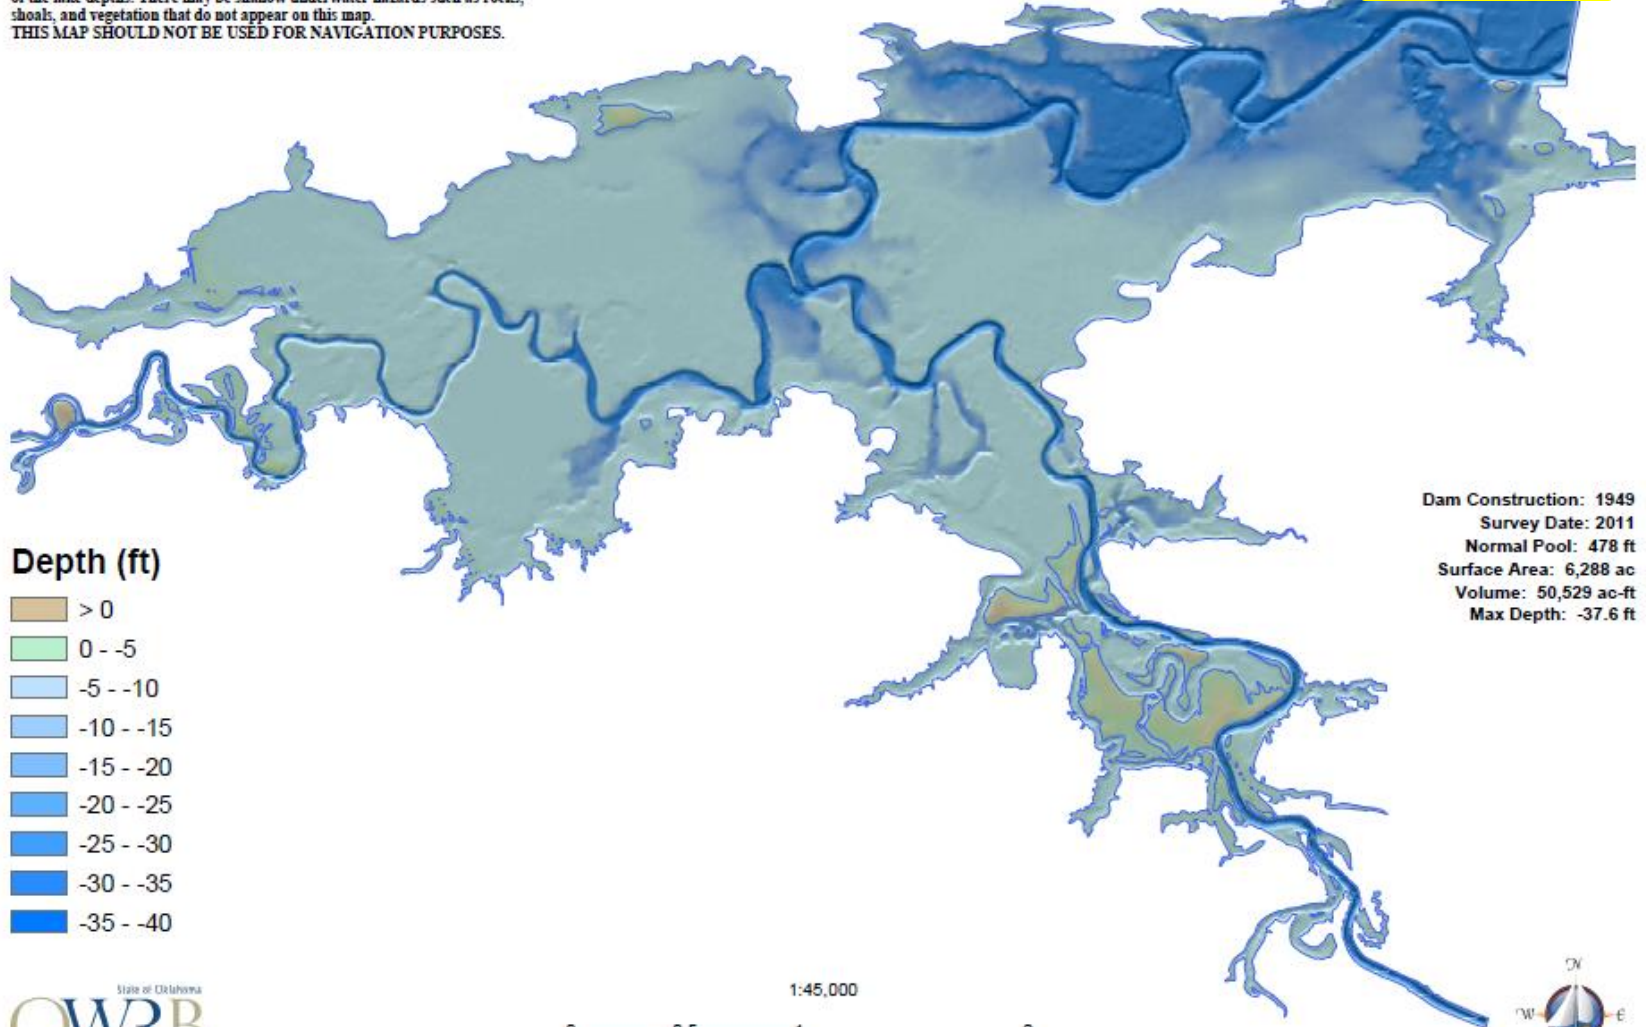 shoals, and vegetation that do not appear on this map.
THIS MAP SHOULD NOT BE USED FOR NAVIGATION PURPOSES.
Dam Construction: 1949
Survey Date: 2011
Normal Pool: 478 ft
Surface Area: 6,288 ac
Volume: 50,529 ac-ft
Max Depth: -37.6 ft
Depth (ft)
> 0
0 - -5
-5 - -10
-10 - -15
-15 - -20
-20 - -25
-25 - -30
-30 - -35
-35 - -40
State of Oklahoma
OWRB
1:45,000
N
W E